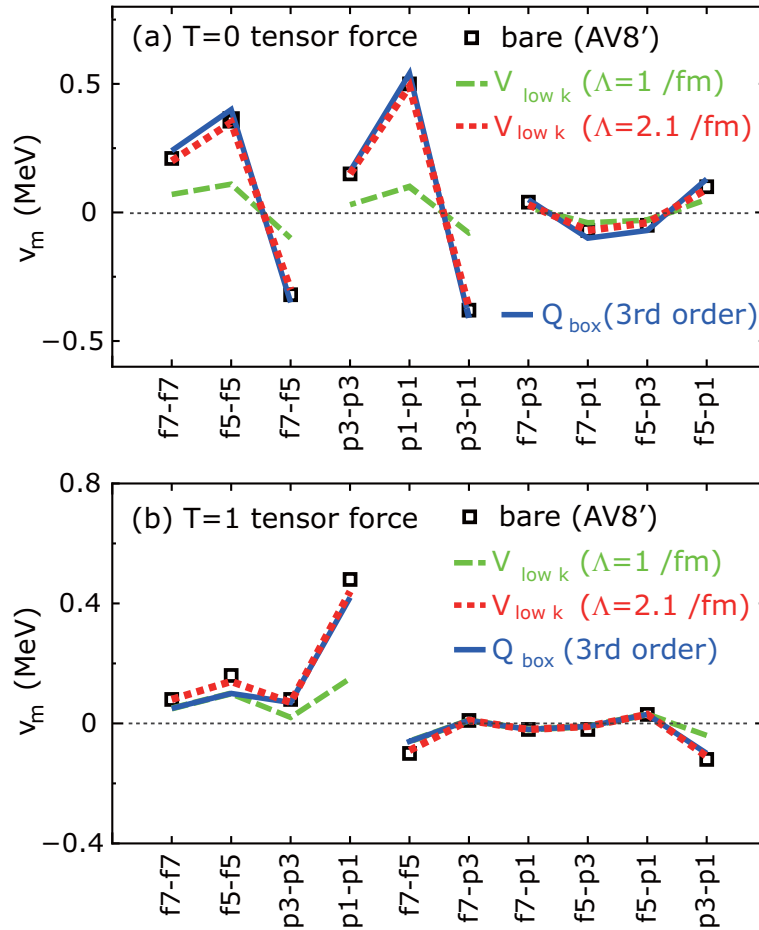 (a) T=0 tensor force
bare (AV8’)
V low k (Λ=1 /fm)
V low k (Λ=2.1 /fm)
Q box (3rd order)
v_m (MeV)
0.5
0
−0.5
f7-f7
f5-f5
f7-f5
p3-p3
p1-p1
p3-p1
f7-p3
f7-p1
f5-p3
f5-p1
(b) T=1 tensor force
bare (AV8’)
V low k (Λ=1 /fm)
V low k (Λ=2.1 /fm)
Q box (3rd order)
v_m (MeV)
0.8
0.4
0
−0.4
f7-f7
f5-f5
p3-p3
p1-p1
f7-f5
f7-p3
f7-p1
f5-p3
f5-p1
p3-p1